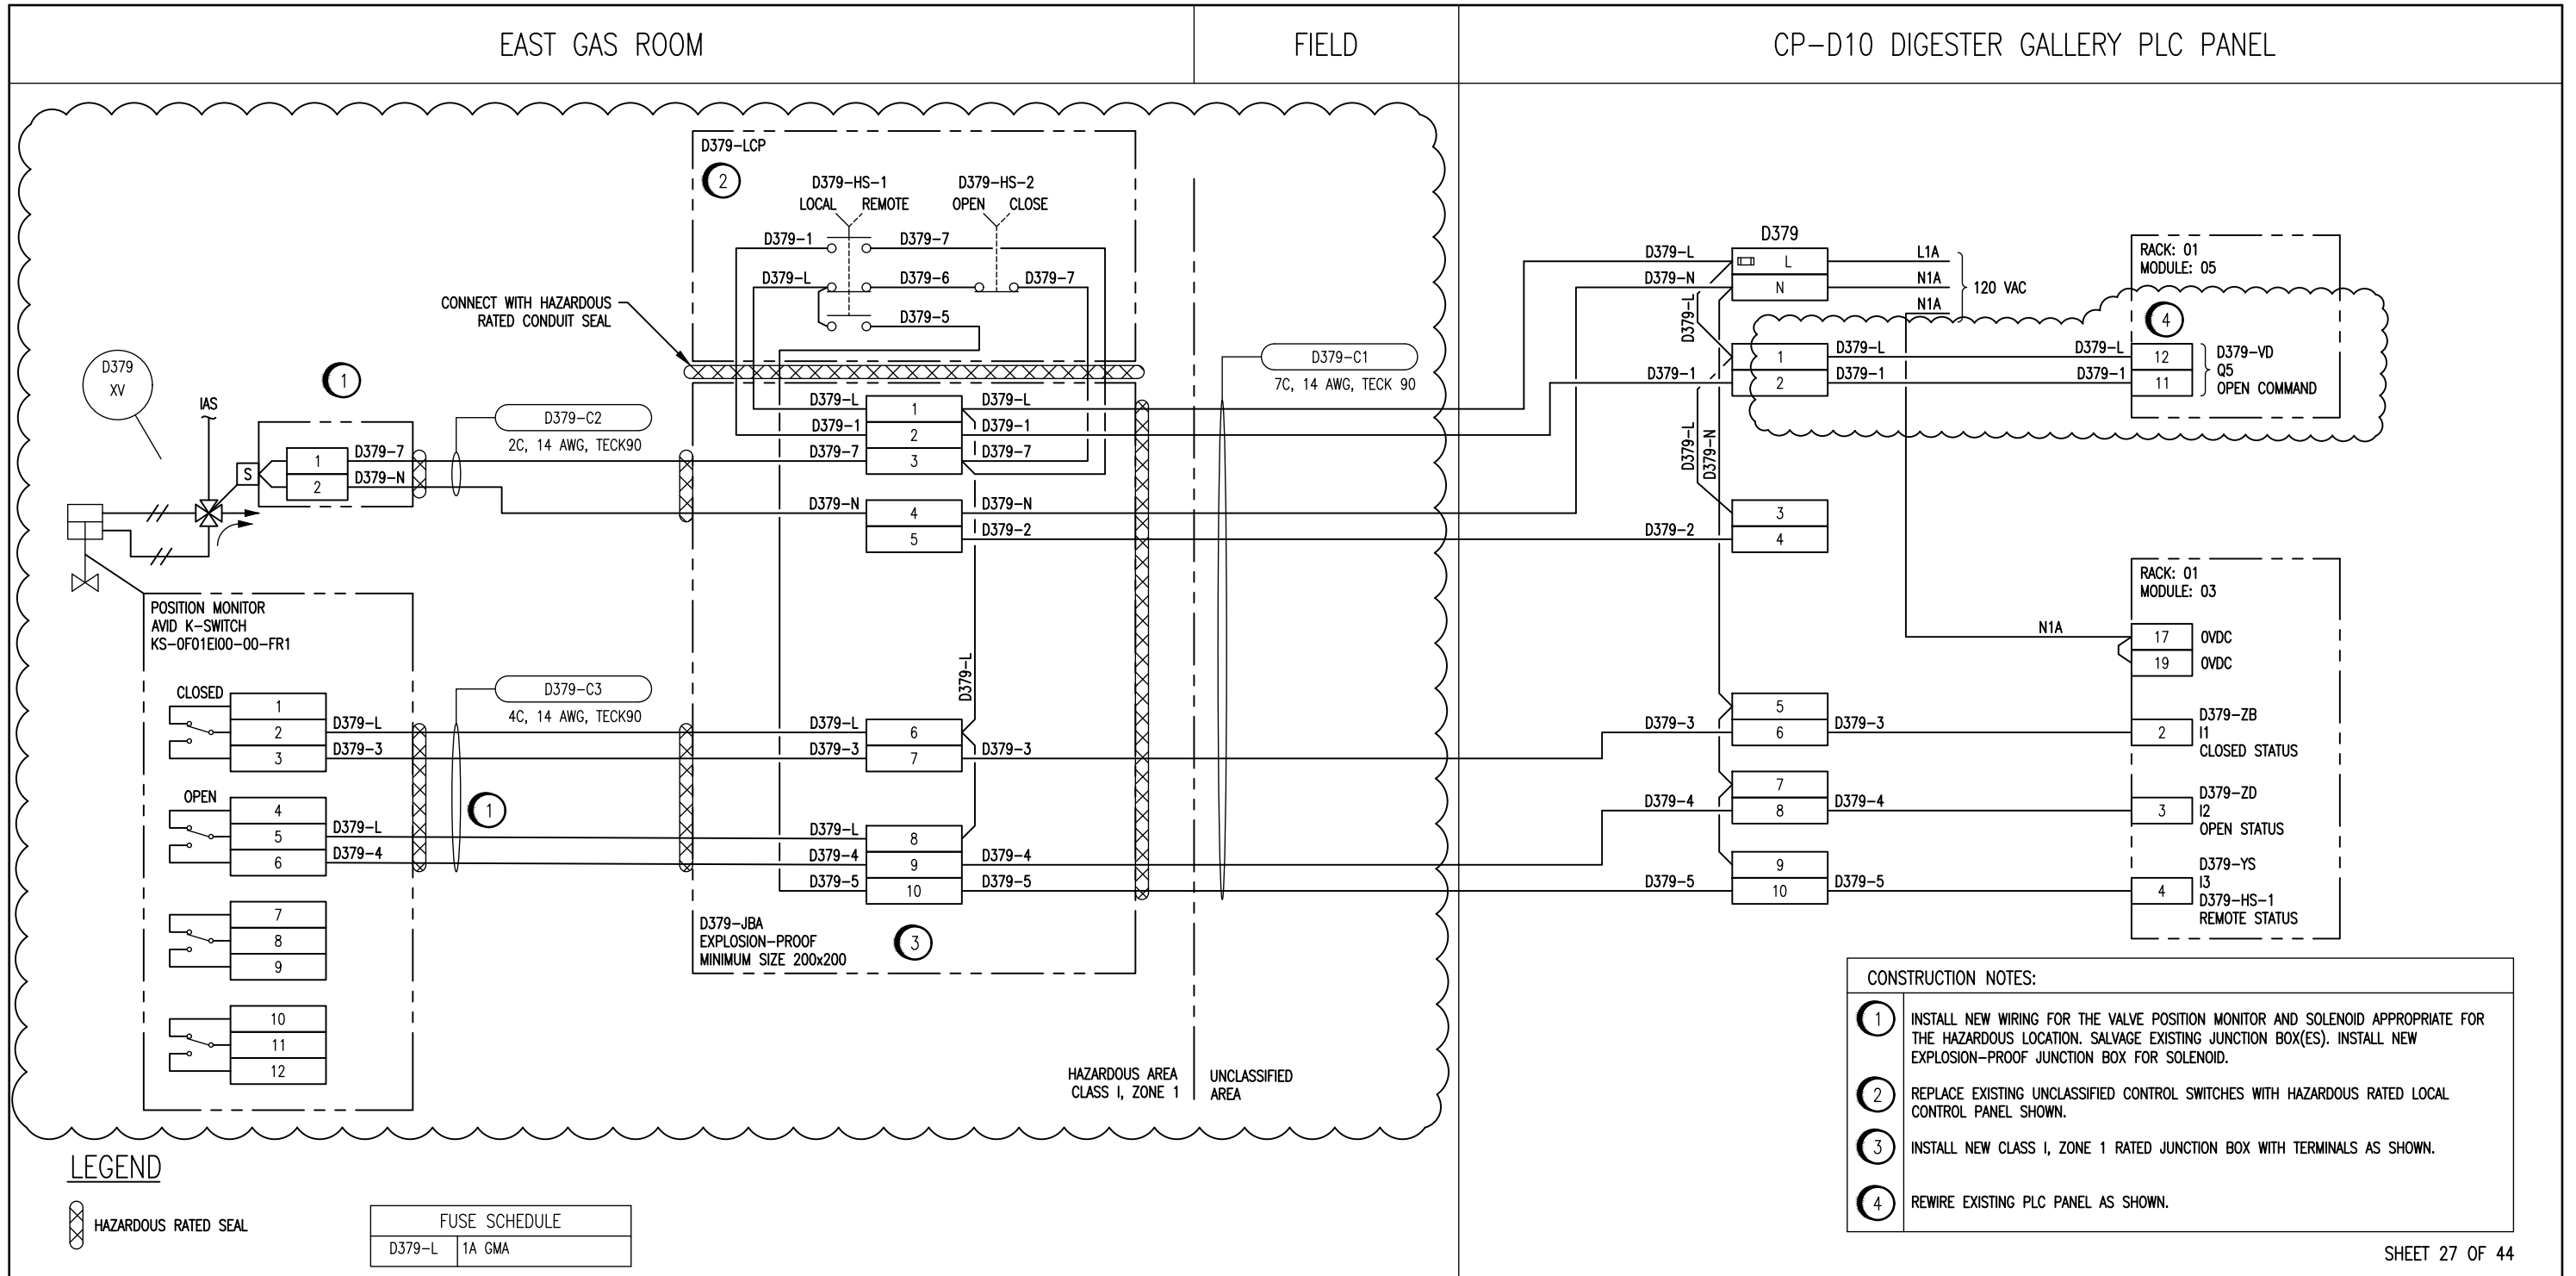 EAST GAS ROOM
FIELD
CP-D10 DIGESTER GALLERY PLC PANEL
D379-LCP
2
D379-HS-1
LOCAL REMOTE
D379-HS-2
OPEN CLOSE
D379-1
D379-7
D379-L
D379-6
D379-7
D379-5
CONNECT WITH HAZARDOUS
RATED CONDUIT SEAL
D379
XV
1
IAS
S
1
2
D379-7
D379-N
D379-C2
2C, 14 AWG, TECK90
D379-L
D379-1
D379-7
1
2
3
D379-L
D379-1
D379-7
D379-N
4
5
D379-N
D379-2
D379-C1
7C, 14 AWG, TECK 90
POSITION MONITOR
AVID K-SWITCH
KS-0F01EI00-00-FR1
CLOSED
1
2
3
D379-L
D379-3
OPEN
4
5
6
D379-L
D379-4
7
8
9
10
11
12
D379-C3
4C, 14 AWG, TECK90
1
D379-L
D379-L
D379-3
6
7
D379-3
D379-L
D379-4
D379-5
8
9
10
D379-4
D379-5
D379-JBA
EXPLOSION-PROOF
MINIMUM SIZE 200x200
3
HAZARDOUS AREA
CLASS I, ZONE 1
UNCLASSIFIED
AREA
D379
D379-L
D379-N
L
N
L1A
N1A
N1A
120 VAC
D379-L
D379-1
1
2
D379-L
D379-1
D379-L
D379-1
D379-L
D379-N
D379-2
3
4
RACK: 01
MODULE: 05
4
12
11
D379-VD
Q5
OPEN COMMAND
RACK: 01
MODULE: 03
N1A
17
19
0VDC
0VDC
D379-3
5
6
D379-3
2
D379-ZB
I1
CLOSED STATUS
D379-4
7
8
D379-4
3
D379-ZD
I2
OPEN STATUS
D379-5
9
10
D379-5
4
D379-YS
I3
D379-HS-1
REMOTE STATUS
CONSTRUCTION NOTES:
1 INSTALL NEW WIRING FOR THE VALVE POSITION MONITOR AND SOLENOID APPROPRIATE FOR
THE HAZARDOUS LOCATION. SALVAGE EXISTING JUNCTION BOX(ES). INSTALL NEW
EXPLOSION-PROOF JUNCTION BOX FOR SOLENOID.
2 REPLACE EXISTING UNCLASSIFIED CONTROL SWITCHES WITH HAZARDOUS RATED LOCAL
CONTROL PANEL SHOWN.
3 INSTALL NEW CLASS I, ZONE 1 RATED JUNCTION BOX WITH TERMINALS AS SHOWN.
4 REWIRE EXISTING PLC PANEL AS SHOWN.
LEGEND
HAZARDOUS RATED SEAL
FUSE SCHEDULE
D379-L 1A GMA
SHEET 27 OF 44